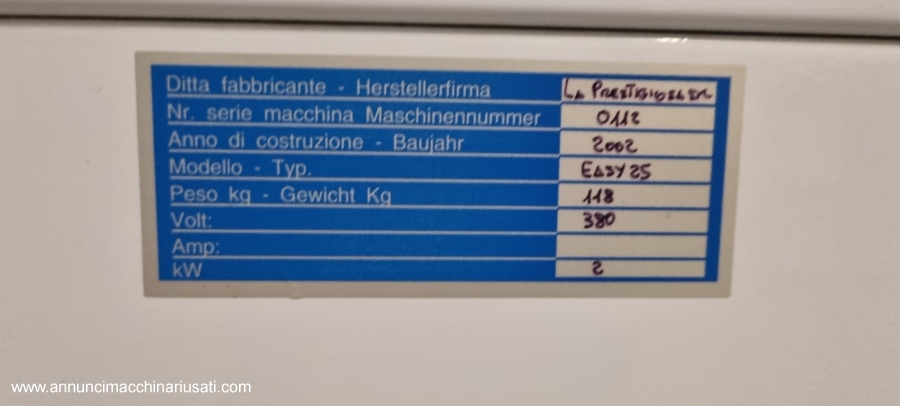 Ditta fabbricante - Herstellerfirma La
Nr. serie macchina Maschinennummer 0112
Anno di costruzione - Baujahr 2002
Modello - Typ. EASY 25
Peso kg - Gewicht Kg 118
Volt: 380
Amp:
kW 2
www.annuncimacchinariusati.com